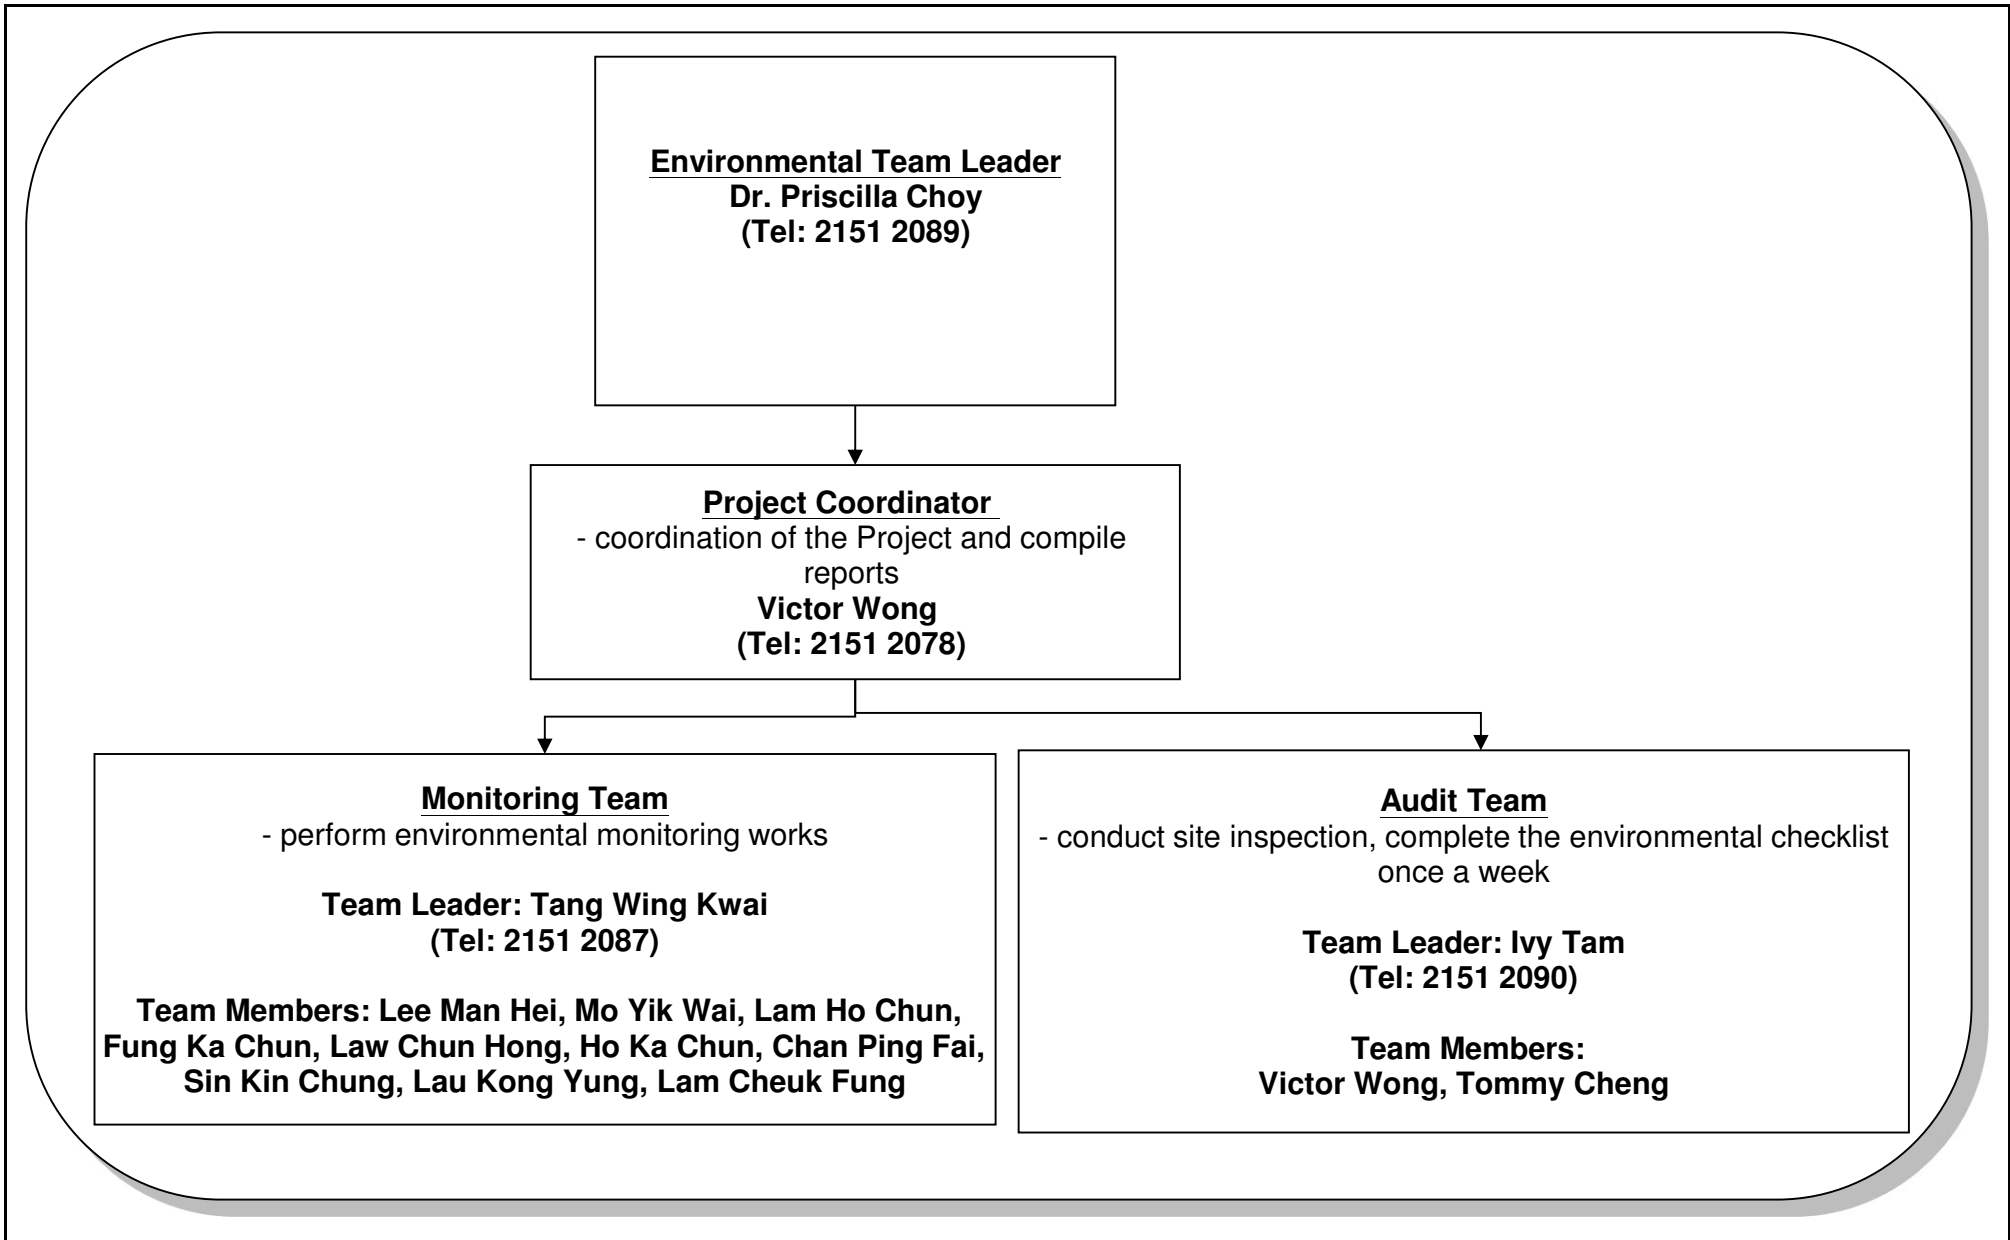 Environmental Team Leader
Dr. Priscilla Choy
(Tel: 2151 2089)
Project Coordinator
- coordination of the Project and compile
reports
Victor Wong
(Tel: 2151 2078)
Monitoring Team
- perform environmental monitoring works
Team Leader: Tang Wing Kwai
(Tel: 2151 2087)
Team Members: Lee Man Hei, Mo Yik Wai, Lam Ho Chun,
Fung Ka Chun, Law Chun Hong, Ho Ka Chun, Chan Ping Fai,
Sin Kin Chung, Lau Kong Yung, Lam Cheuk Fung
Audit Team
- conduct site inspection, complete the environmental checklist
once a week
Team Leader: Ivy Tam
(Tel: 2151 2090)
Team Members:
Victor Wong, Tommy Cheng